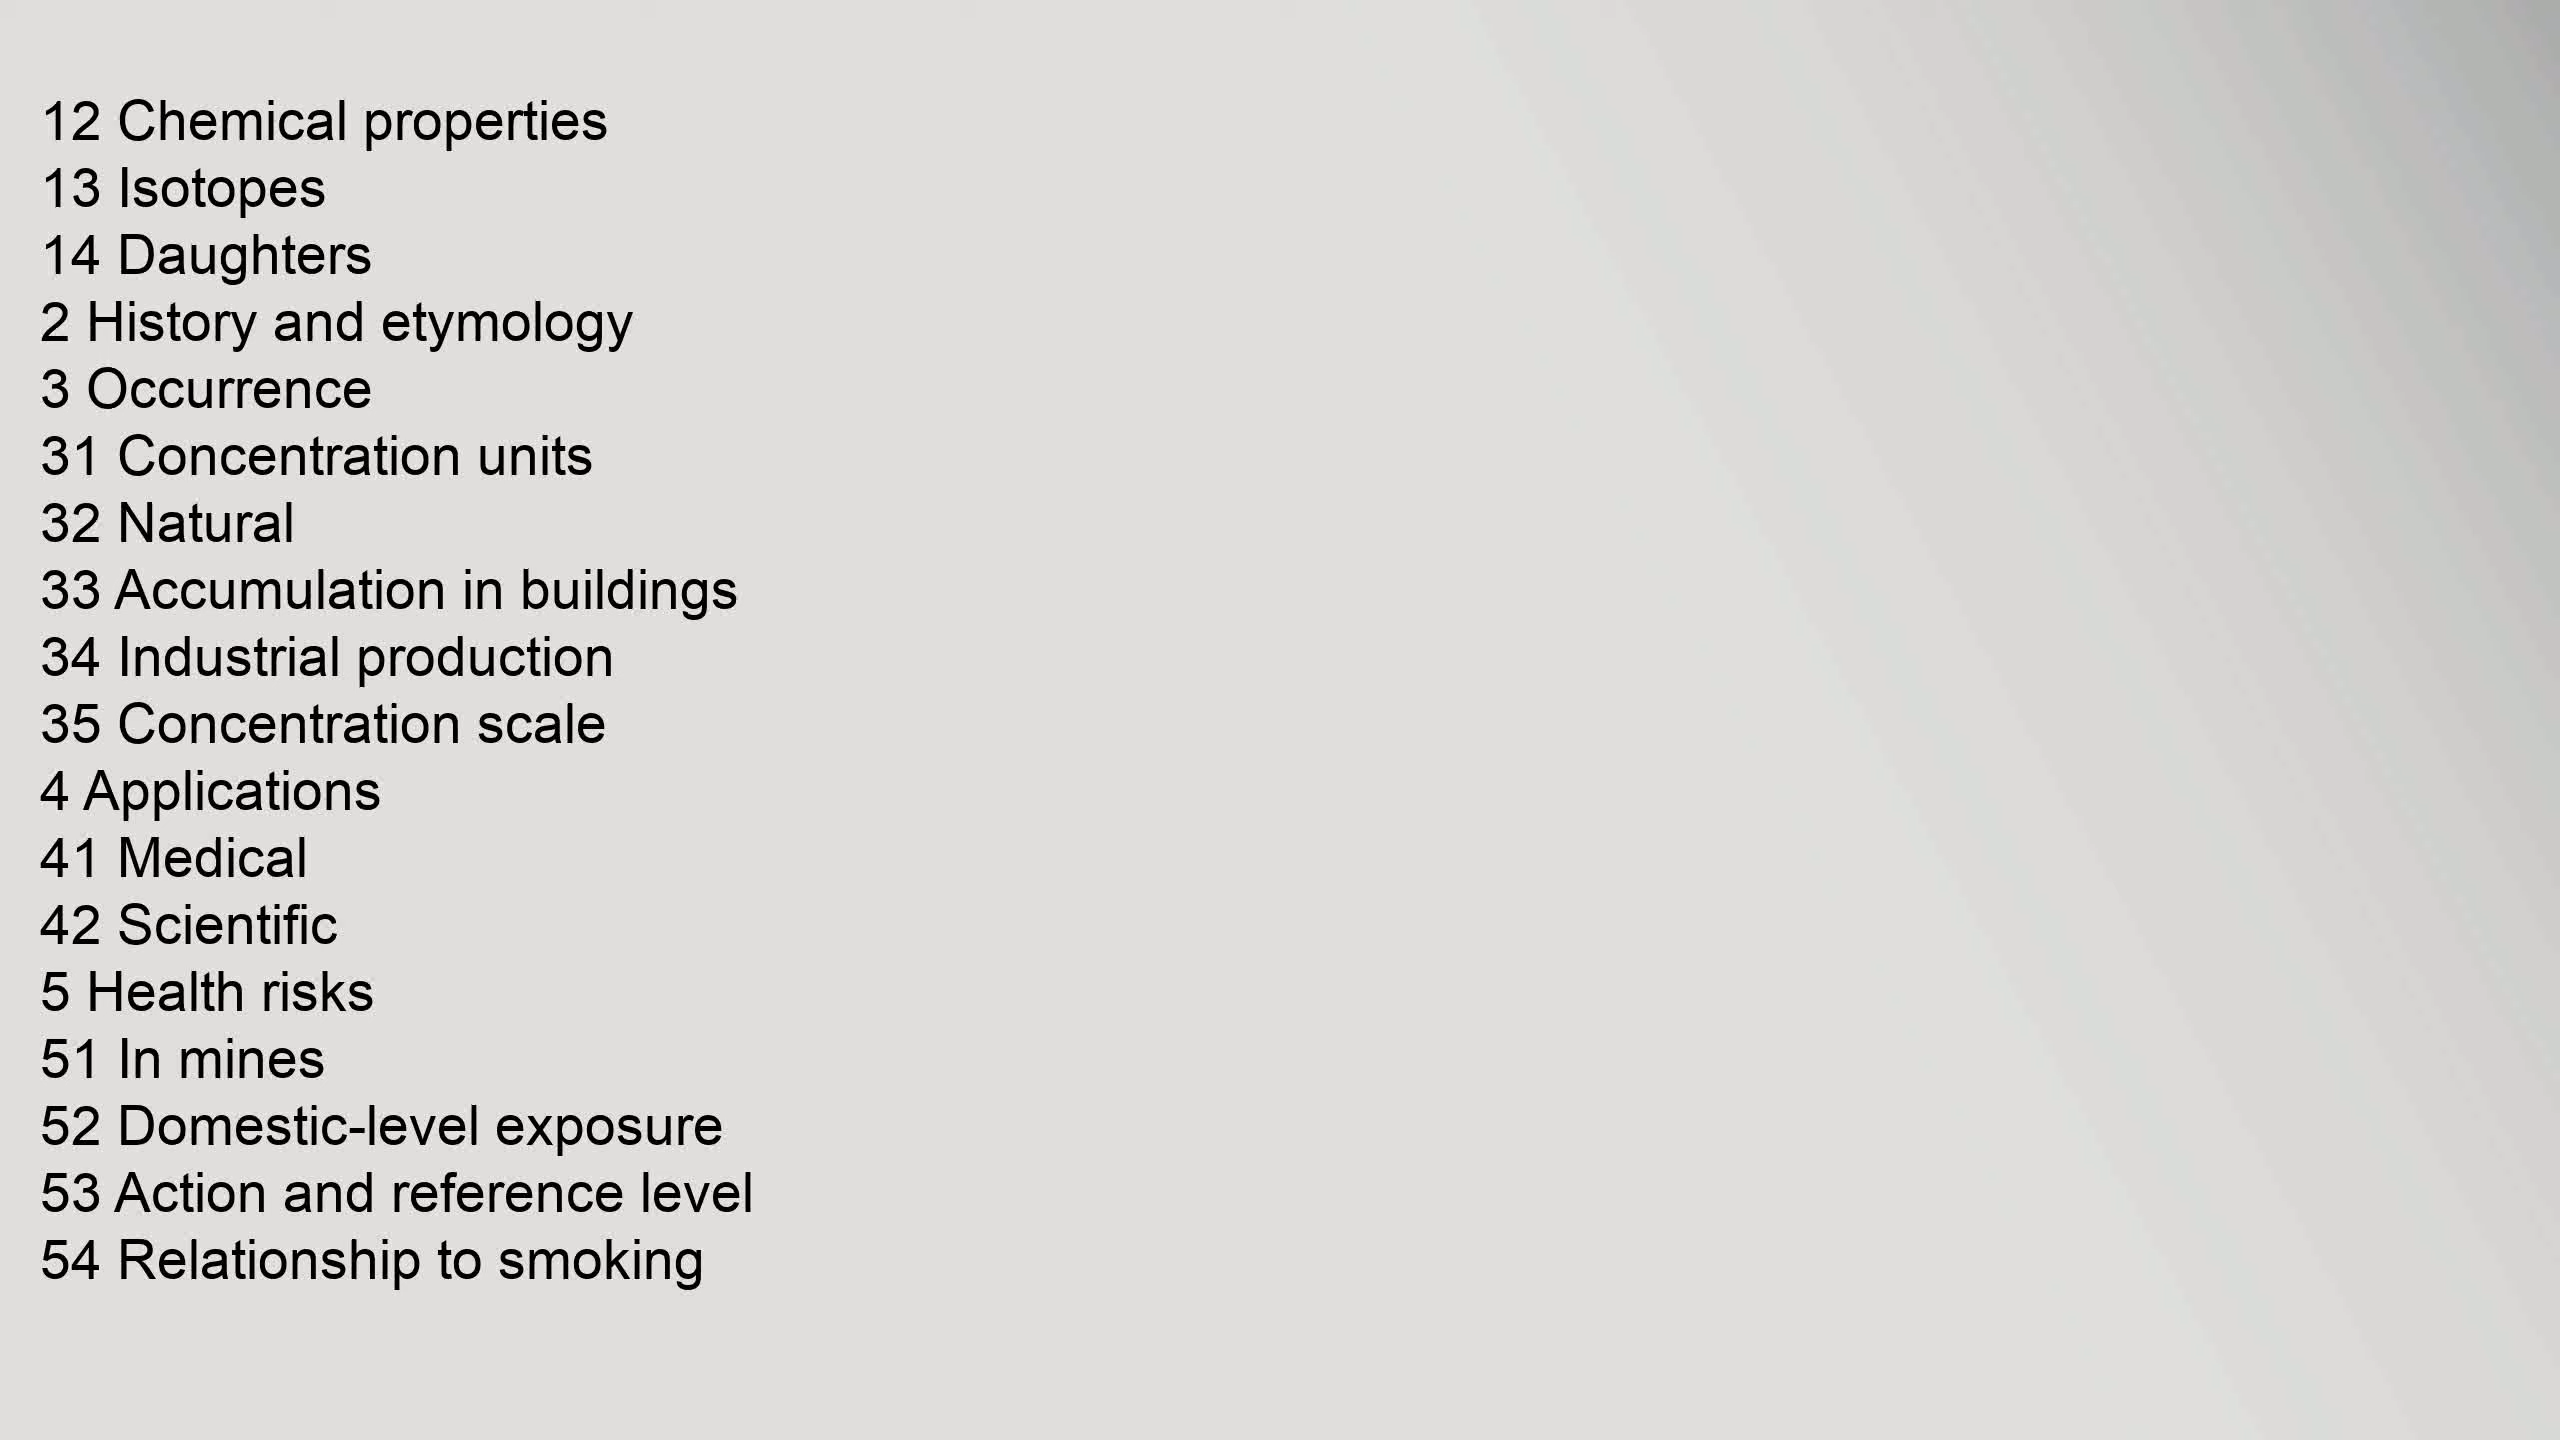 12 Chemical properties
13 Isotopes
14 Daughters
2 History and etymology
3 Occurrence
31 Concentration units
32 Natural
33 Accumulation in buildings
34 Industrial production
35 Concentration scale
4 Applications
41 Medical
42 Scientific
5 Health risks
51 In mines
52 Domestic-level exposure
53 Action and reference level
54 Relationship to smoking